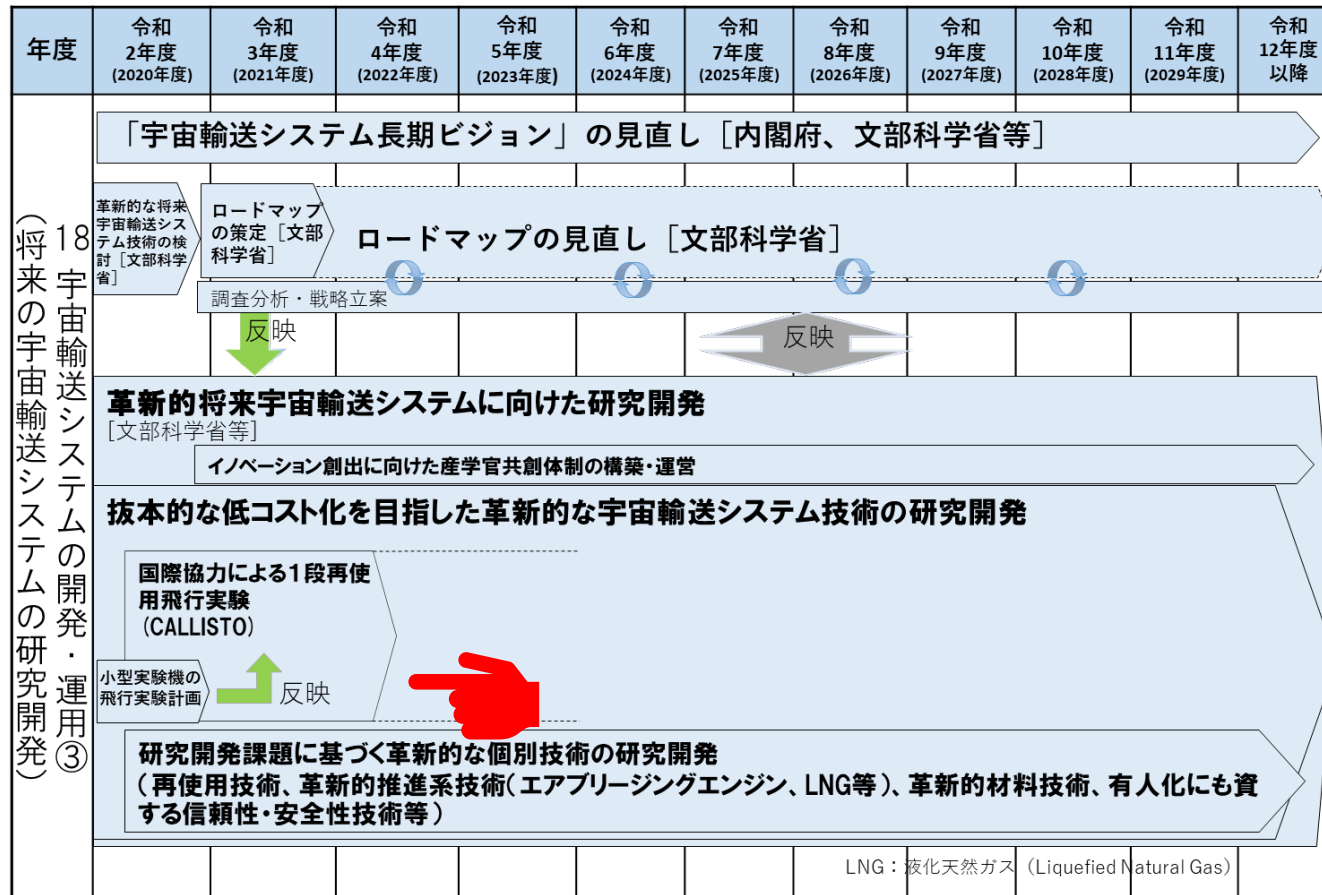 年度
令和
2年度
(2020年度)
令和
3年度
(2021年度)
令和
4年度
(2022年度)
令和
5年度
(2023年度)
令和
6年度
(2024年度)
令和
7年度
(2025年度)
令和
8年度
(2026年度)
令和
9年度
(2027年度)
令和
10年度
(2028年度)
令和
11年度
(2029年度)
令和
12年度
以降
18 宇宙輸送システムの開発・運用③
(将来の宇宙輸送システムの研究開発)
「宇宙輸送システム長期ビジョン」の見直し［内閣府、文部科学省等］
革新的な将来
宇宙輸送シス
テム技術の検
討［文部科学
省］
ロードマップ
の策定［文部
科学省］
ロードマップの見直し［文部科学省］
調査分析・戦略立案
反映
反映
革新的将来宇宙輸送システムに向けた研究開発
[文部科学省等]
イノベーション創出に向けた産学官共創体制の構築・運営
抜本的な低コスト化を目指した革新的な宇宙輸送システム技術の研究開発
国際協力による１段再使
用飛行実験
(CALLISTO)
小型実験機の
飛行実験計画
反映
研究開発課題に基づく革新的な個別技術の研究開発
(再使用技術、革新的推進系技術(エアブリージングエンジン、LNG等)、革新的材料技術、有人化にも資
する信頼性・安全性技術等)
LNG：液化天然ガス（Liquefied Natural Gas）